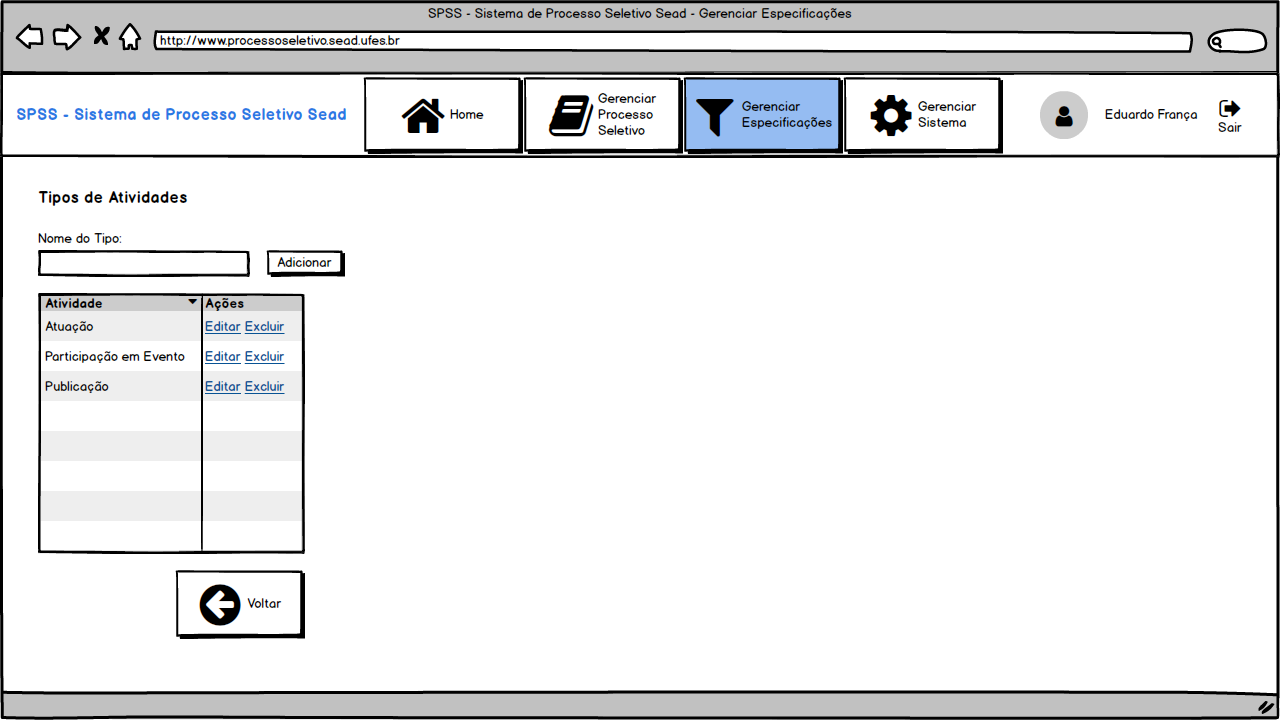 SPSS - Sistema de Processo Seletivo Sead - Gerenciar Especificações
http://www.processoseletivo.sead.ufes.br
SPSS - Sistema de Processo Seletivo Sead
Home
Gerenciar
Processo
Seletivo
Gerenciar
Especificações
Gerenciar
Sistema
Eduardo França
Sair
Tipos de Atividades
Nome do Tipo:
Adicionar
Atividade Ações
Atuação Editar Excluir
Participação em Evento Editar Excluir
Publicação Editar Excluir
Voltar